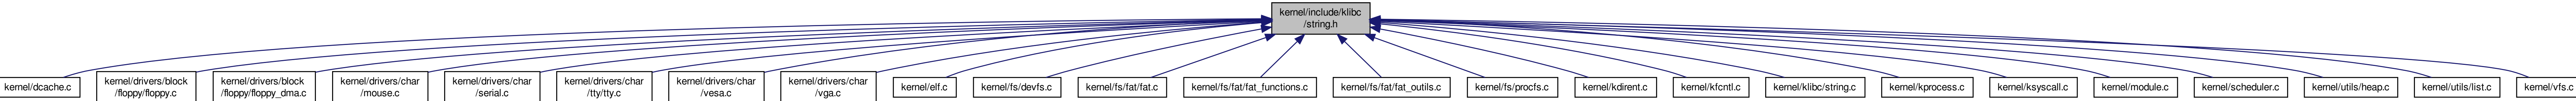 kernel/include/klibc
/string.h
kernel/dcache.c
kernel/drivers/block
/floppy/floppy.c
kernel/drivers/block
/floppy/floppy_dma.c
kernel/drivers/char
/mouse.c
kernel/drivers/char
/serial.c
kernel/drivers/char
/tty/tty.c
kernel/drivers/char
/vesa.c
kernel/drivers/char
/vga.c
kernel/elf.c
kernel/fs/devfs.c
kernel/fs/fat/fat.c
kernel/fs/fat/fat_functions.c
kernel/fs/fat/fat_outils.c
kernel/fs/procfs.c
kernel/kdirent.c
kernel/kfcntl.c
kernel/klibc/string.c
kernel/kprocess.c
kernel/ksyscall.c
kernel/module.c
kernel/scheduler.c
kernel/utils/heap.c
kernel/utils/list.c
kernel/vfs.c